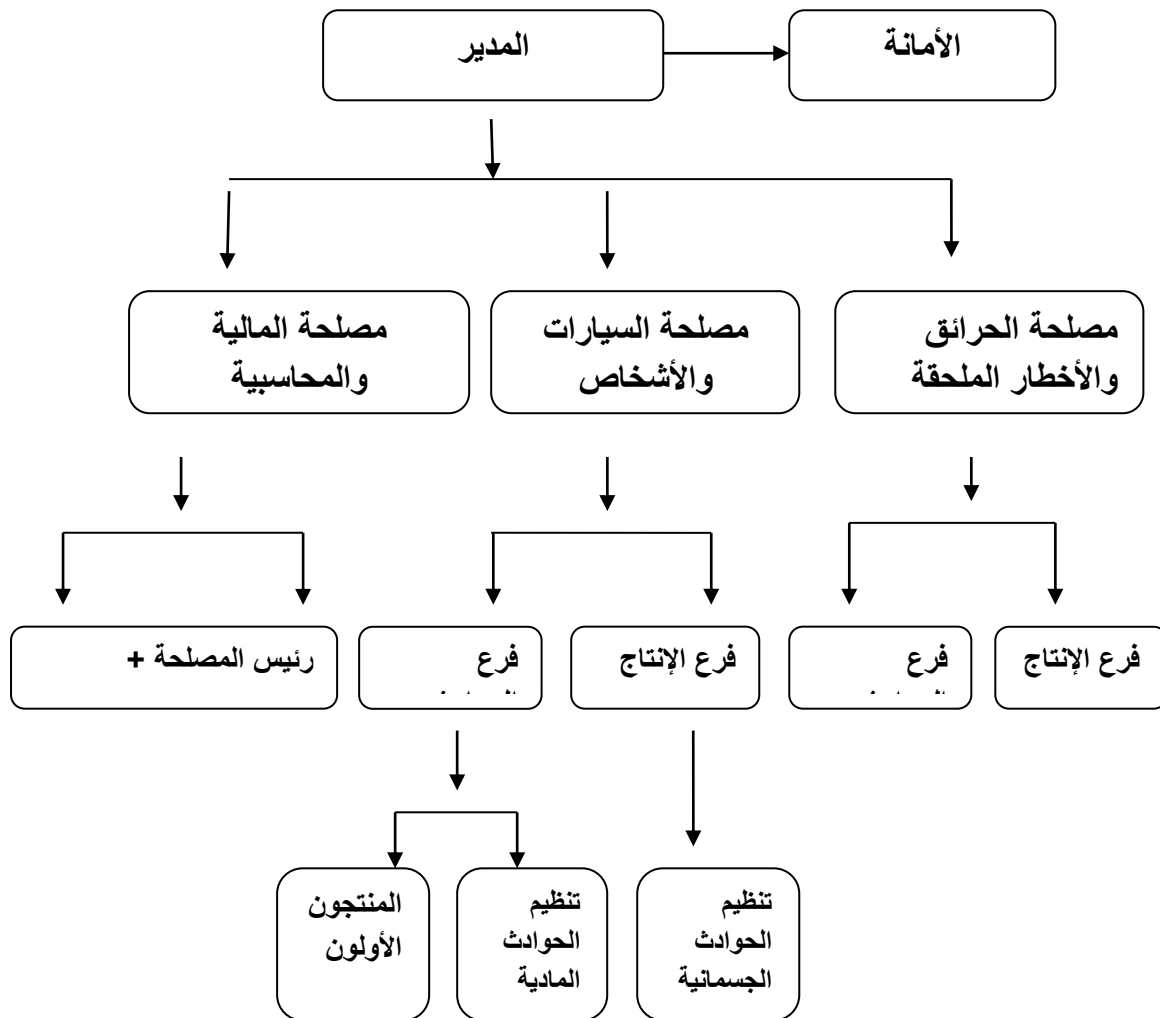 المدير
الأمانة
مصلحة الحرائق
والأخطار الملحقة
مصلحة السيارات
والأشخاص
مصلحة المالية
والمحاسبية
فرع الإنتاج
فرع
فرع الإنتاج
فرع
رئيس المصلحة +
تنظيم
الحوادث
الجسمانية
تنظيم
الحوادث
المادية
المنتجون
الأولون